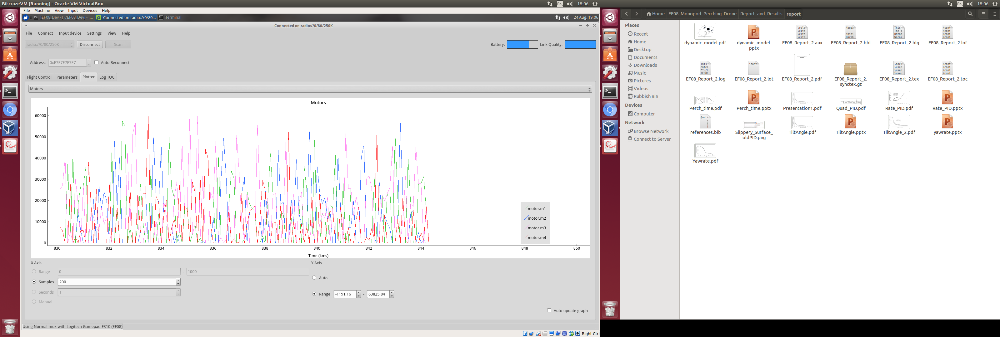 BitcrazeVM [Running] - Oracle VM VirtualBox
En
18:06
File Machine View Input Devices Help
[EF08_Dev - [~/EF08_Dev] - ....
Connected on radio://0/80...
Terminal
24 Aug, 19:06
Connected on radio://0/80/250K
File Connect Input device Settings View Help
radio://0/80/250K
Disconnect
Scan
Battery:
Link Quality:
Address:
0xE7E7E7E7E7
Auto Reconnect
Flight Control Parameters Plotter Log TOC
Motors
Motors
60000
50000
40000
30000
20000
10000
0
motor.m1
motor.m2
motor.m3
motor.m4
830 832 834 836 838 840 842 844 846 848 850
Time (kms)
X Axis
Range 0 - 1000
Samples 200
Seconds 1
Manual
Y Axis
Auto
Range -1191,16 - 63825,84
Auto update graph
Using Normal mux with Logitech Gamepad F310 (EF08)
Right Ctrl
En
18:06
Home EF08_Monopod_Perching_Drone Report_and_Results report
Places
Recent
Home
Desktop
Documents
Downloads
Music
Pictures
Videos
Rubbish Bin
Devices
Computer
Network
Browse Network
Connect to Server
dynamic_model.pdf
dynamic_model.
pptx
EF08_Report_2.aux
EF08_Report_2.bbl
EF08_Report_2.blg
EF08_Report_2.lof
EF08_Report_2.log
EF08_Report_2.lot
EF08_Report_2.pdf
EF08_Report_2.
synctex.gz
EF08_Report_2.tex
EF08_Report_2.toc
Perch_time.pdf
Perch_time.pptx
Presentation1.pdf
Quad_PID.pdf
Rate_PID.pdf
Rate_PID.pptx
references.bib
Slippery_Surface_
oldPID.png
TiltAngle.pdf
TiltAngle.pptx
TiltAngle_2.pdf
yawrate.pptx
Yawrate.pdf